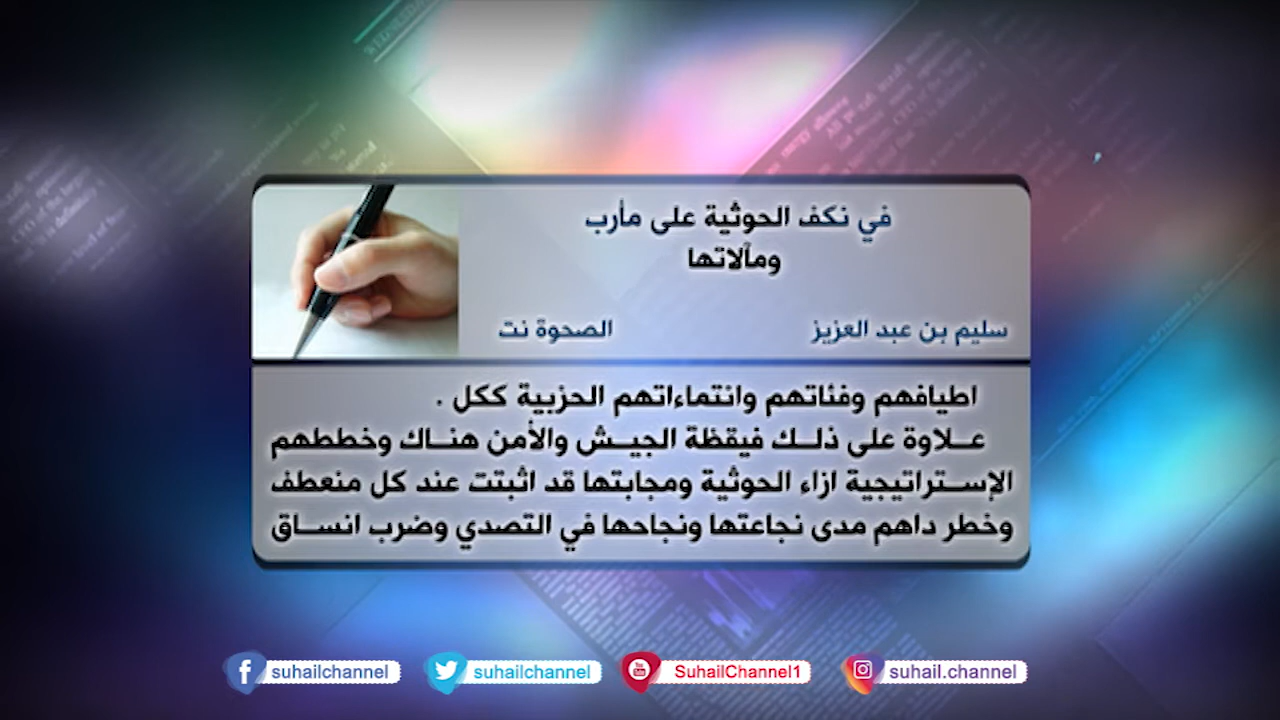 في نكف الحوثية على مأرب
ومآلاتها
سليم بن عبد العزيز
الصحوة نت
اطيافهم وفئاتهم وانتماءاتهم الحزبية ككل .
علاوة على ذلك فيقظة الجيش والأمن هناك وخططهم
الإستراتيجية ازاء الحوثية ومجابتها قد اثبتت عند كل منعطف
وخطر داهم مدى نجاعتها ونجاحها في التصدي وضرب انساق
suhailchannel
suhailchannel
SuhailChannel1
suhail.channel